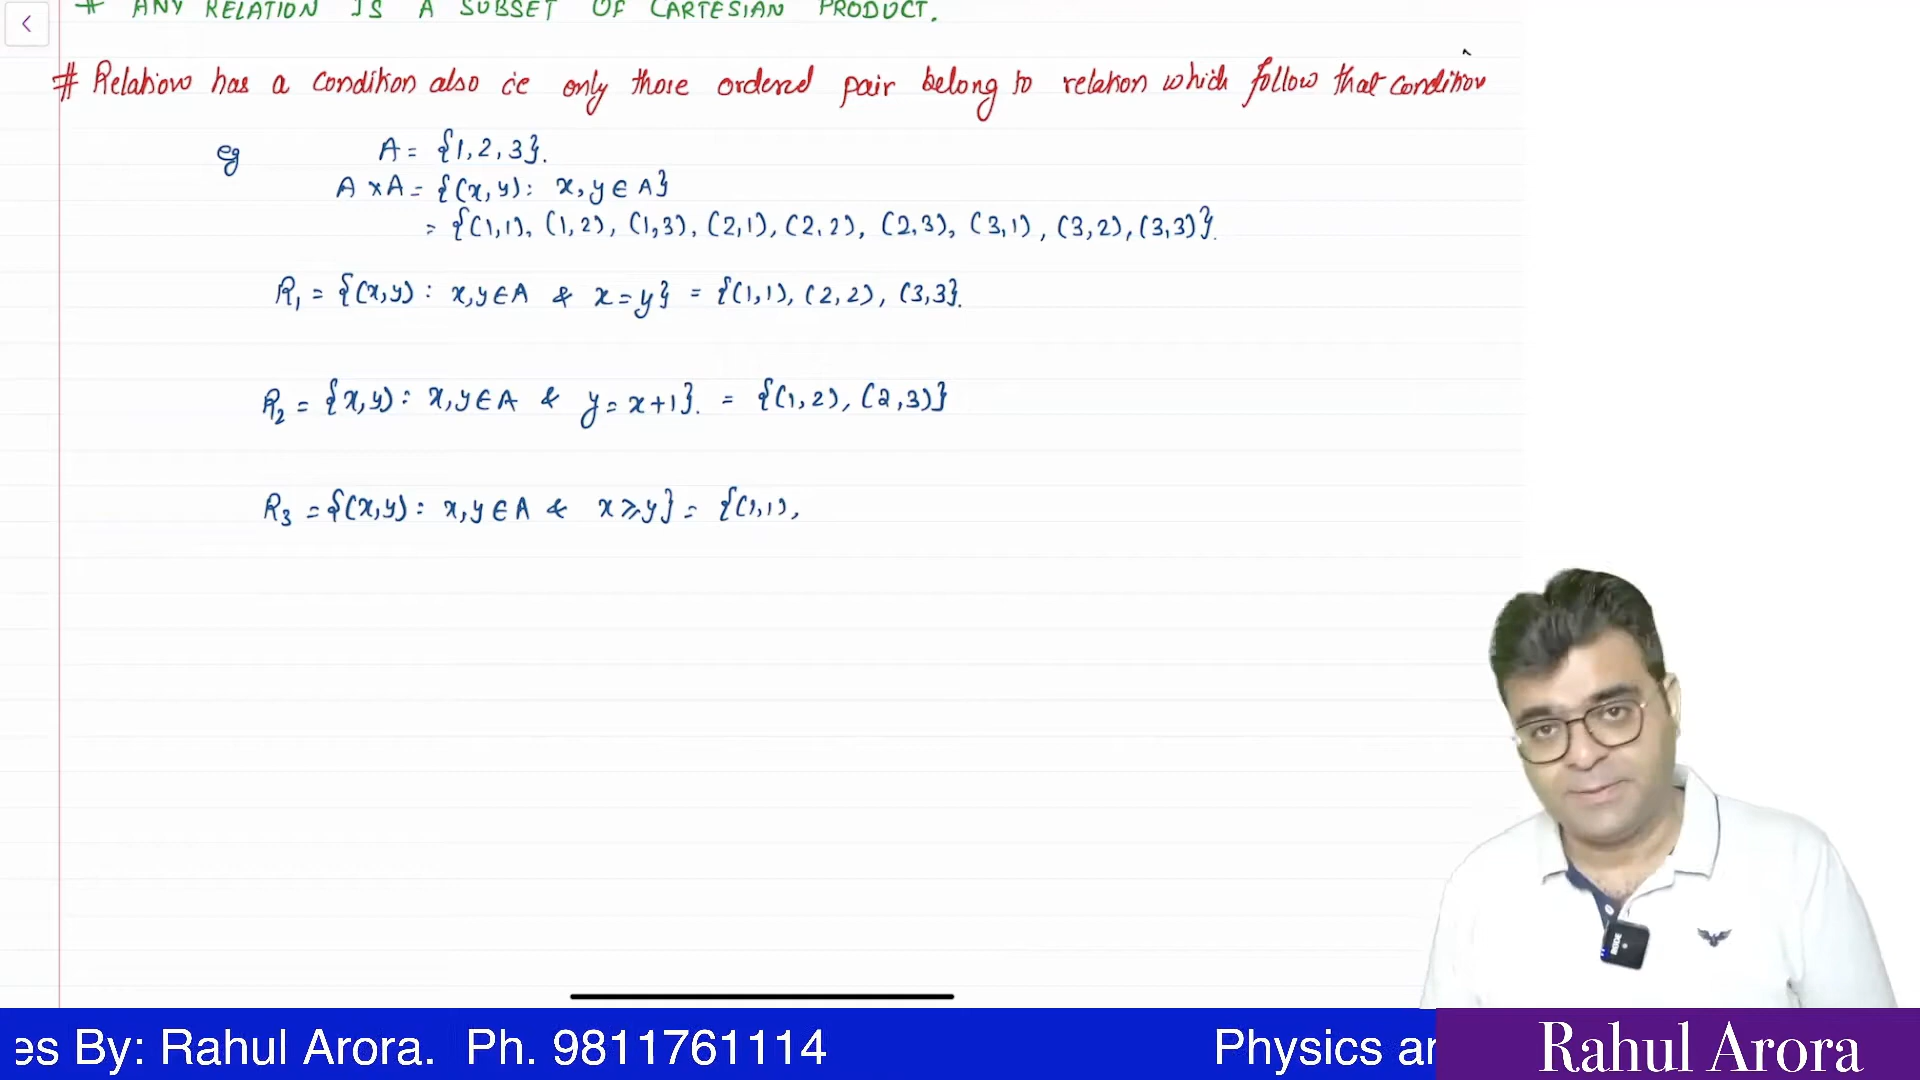 # ANY RELATION IS A SUBSET OF CARTESIAN PRODUCT.
# Relation has a condition also ie only those ordered pair belong to relation which follow that condition
eg A = {1, 2, 3}.
A × A = {(x, y) : x, y ∈ A}
= {(1,1), (1,2), (1,3), (2,1), (2,2), (2,3), (3,1), (3,2), (3,3)}.
R₁ = {(x,y) : x,y ∈ A & x = y} = {(1,1), (2,2), (3,3}.
R₂ = {x,y) : x,y ∈ A & y = x+1}. = {(1,2), (2,3)}
R₃ = {(x,y) : x,y ∈ A & x ⩾ y} = {(1,1),
RODE
es By: Rahul Arora. Ph. 9811761114 Physics ar
Rahul Arora